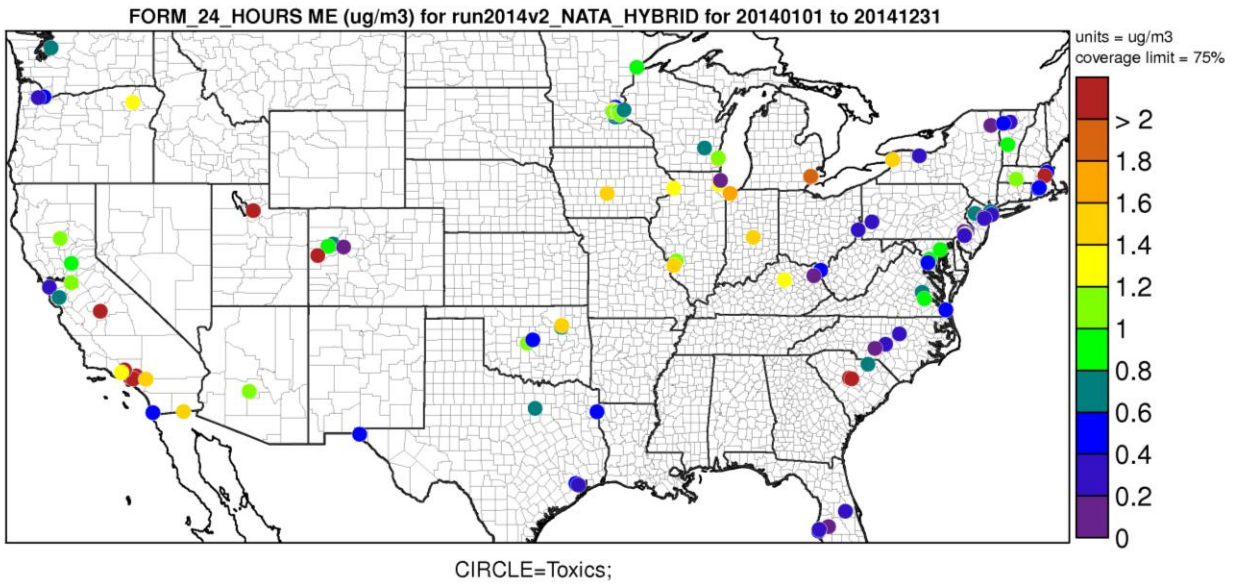 FORM_24_HOURS ME (ug/m3) for run2014v2_NATA_HYBRID for 20140101 to 20141231
units = ug/m3
coverage limit = 75%
> 2
1.8
1.6
1.4
1.2
1
0.8
0.6
0.4
0.2
0
CIRCLE=Toxics;